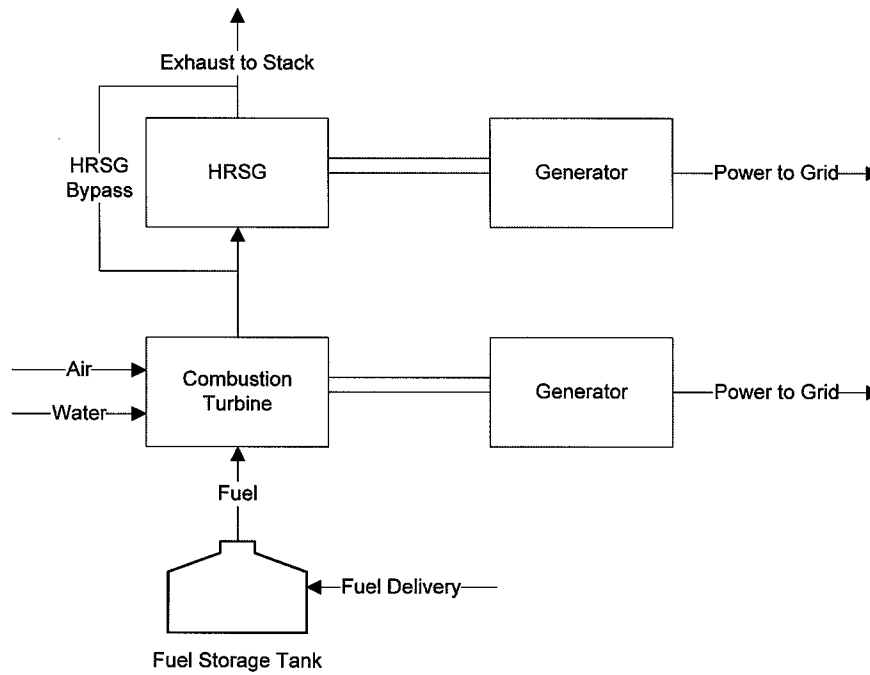 Exhaust to Stack
HRSG
Bypass
HRSG
Generator
Power to Grid
Air
Water
Combustion
Turbine
Generator
Power to Grid
Fuel
Fuel Delivery
Fuel Storage Tank